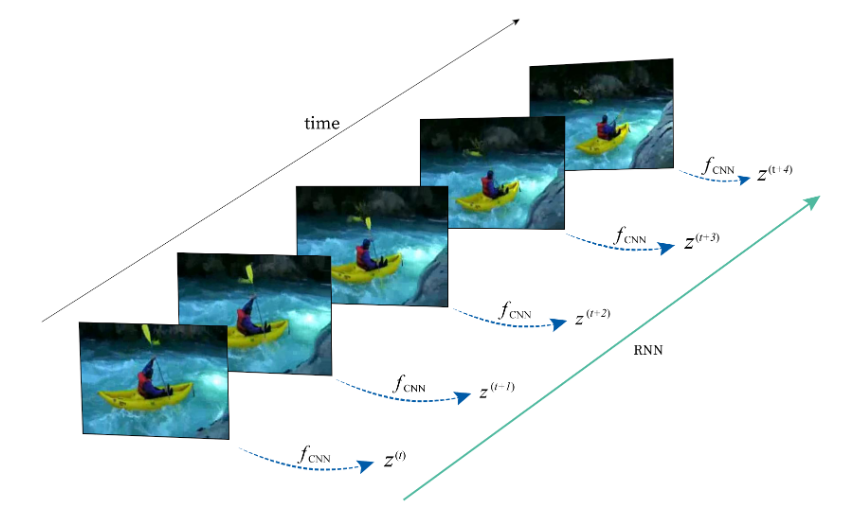 time
f_CNN z^(t+4)
f_CNN z^(t+3)
f_CNN z^(t+2)
RNN
f_CNN z^(t+1)
f_CNN z^(t)